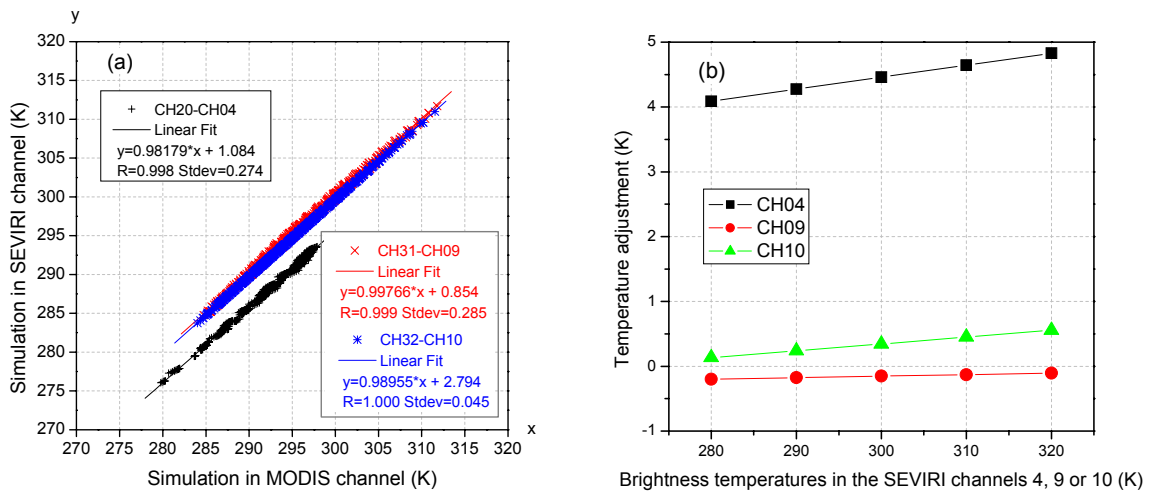 y
320
315
310
305
300
295
290
285
280
275
270
Simulation in SEVIRI channel (K)
(a)
CH20-CH04
Linear Fit
y=0.98179*x + 1.084
R=0.998 Stdev=0.274
CH31-CH09
Linear Fit
y=0.99766*x + 0.854
R=0.999 Stdev=0.285
CH32-CH10
Linear Fit
y=0.98955*x + 2.794
R=1.000 Stdev=0.045
x
270 275 280 285 290 295 300 305 310 315 320
Simulation in MODIS channel (K)
5
4
3
2
1
0
-1
Temperature adjustment (K)
(b)
CH04
CH09
CH10
280 290 300 310 320
Brightness temperatures in the SEVIRI channels 4, 9 or 10 (K)